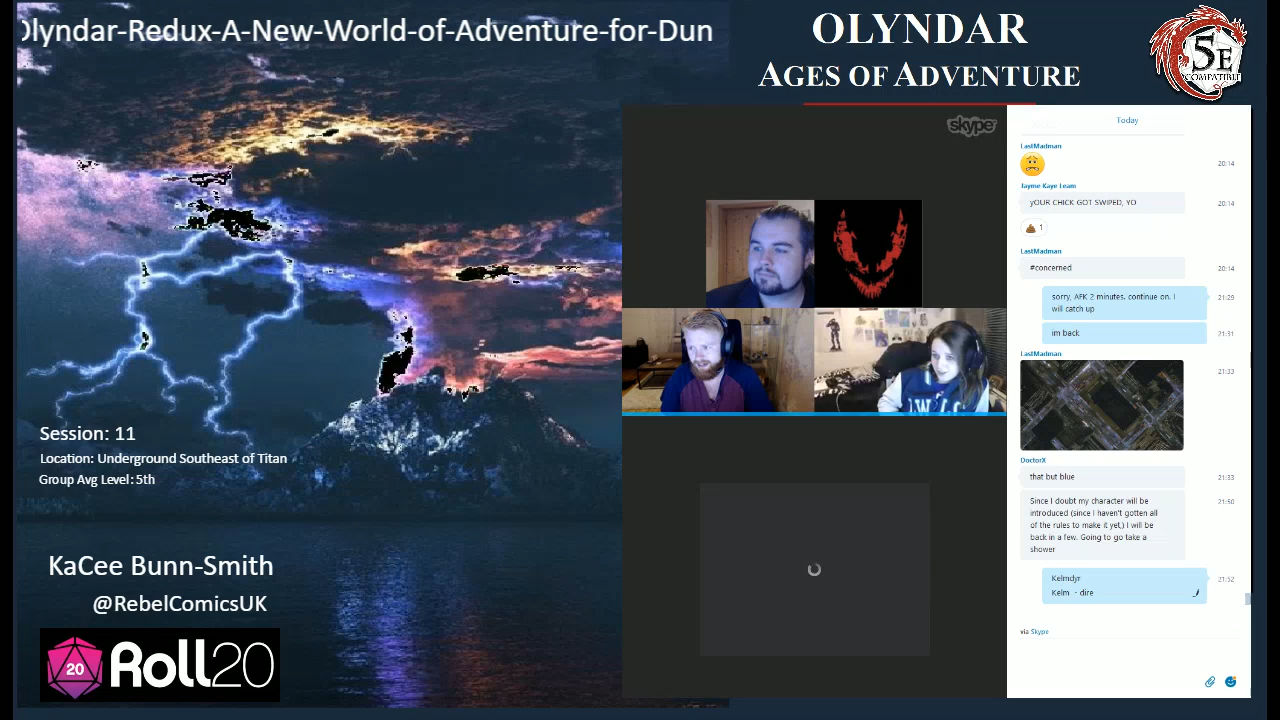 Olyndar-Redux-A-New-World-of-Adventure-for-Dun
OLYNDAR
AGES OF ADVENTURE
5E
COMPATIBLE
skype
Today
LastMadman
20:14
Tayme Kaye Leam
yOUR CHICK GOT SWIPED, YO
20:14
1
LastMadman
#concerned
20:14
sorry, AFK 2 minutes. continue on. I
will catch up
21:29
im back
21:31
LastMadman
21:33
DoctorX
that but blue
21:33
Since I doubt my character will be
introduced (since I haven't gotten all
of the rules to make it yet,) I will be
back in a few. Going to go take a
shower
21:50
Kelmdyr
Kelm - dire
21:52
via Skype
Session: 11
Location: Underground Southeast of Titan
Group Avg Level: 5th
KaCee Bunn-Smith
@RebelComicsUK
20
Roll20